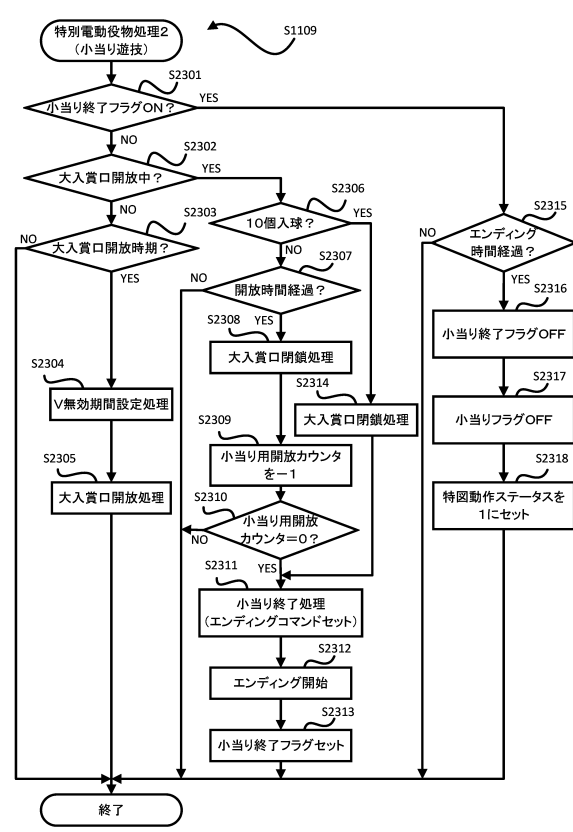 特別電動役物処理2
(小当り遊技)
S1109
S2301
小当り終了フラグON?
YES
NO
S2302
大入賞口開放中?
YES
NO
S2303
大入賞口開放時期?
NO
YES
S2304
V無効期間設定処理
S2305
大入賞口開放処理
S2306
10個入球?
YES
NO
S2307
開放時間経過?
NO
YES
S2308
大入賞口閉鎖処理
S2314
大入賞口閉鎖処理
S2309
小当り用開放カウンタ
を-1
S2310
小当り用開放
カウンタ=0?
NO
YES
S2311
小当り終了処理
(エンディングコマンドセット)
S2312
エンディング開始
S2313
小当り終了フラグセット
S2315
エンディング
時間経過?
NO
YES
S2316
小当り終了フラグOFF
S2317
小当りフラグOFF
S2318
特図動作ステータスを
1にセット
終了